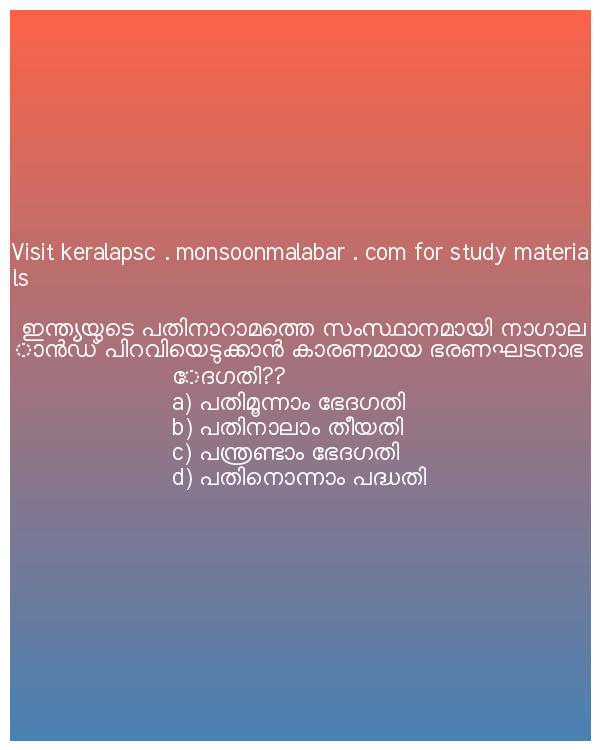 Visit keralapsc . monsoonmalabar . com for study materia
ls
ഇന്ത്യയുടെ പതിനാറാമത്തെ സംസ്ഥാനമായി നാഗാല
ാൻഡ് പിറവിയെടുക്കാൻ കാരണമായ ഭരണഘടനാഭ
േദഗതി??
a) പതിമൂന്നാം ഭേദഗതി
b) പതിനാലാം തീയതി
c) പന്ത്രണ്ടാം ഭേദഗതി
d) പതിനൊന്നാം പദ്ധതി